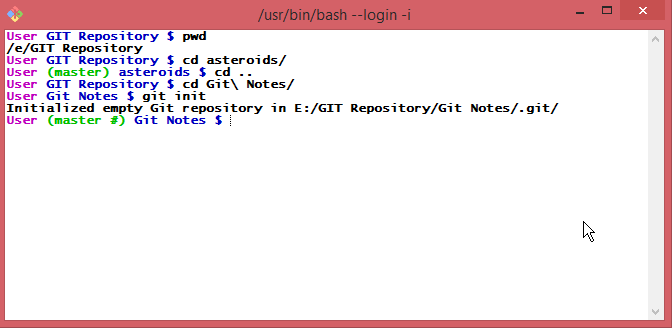 /usr/bin/bash --login -i
User GIT Repository $ pwd
/e/GIT Repository
User GIT Repository $ cd asteroids/
User (master) asteroids $ cd ..
User GIT Repository $ cd Git\ Notes/
User Git Notes $ git init
Initialized empty Git repository in E:/GIT Repository/Git Notes/.git/
User (master #) Git Notes $